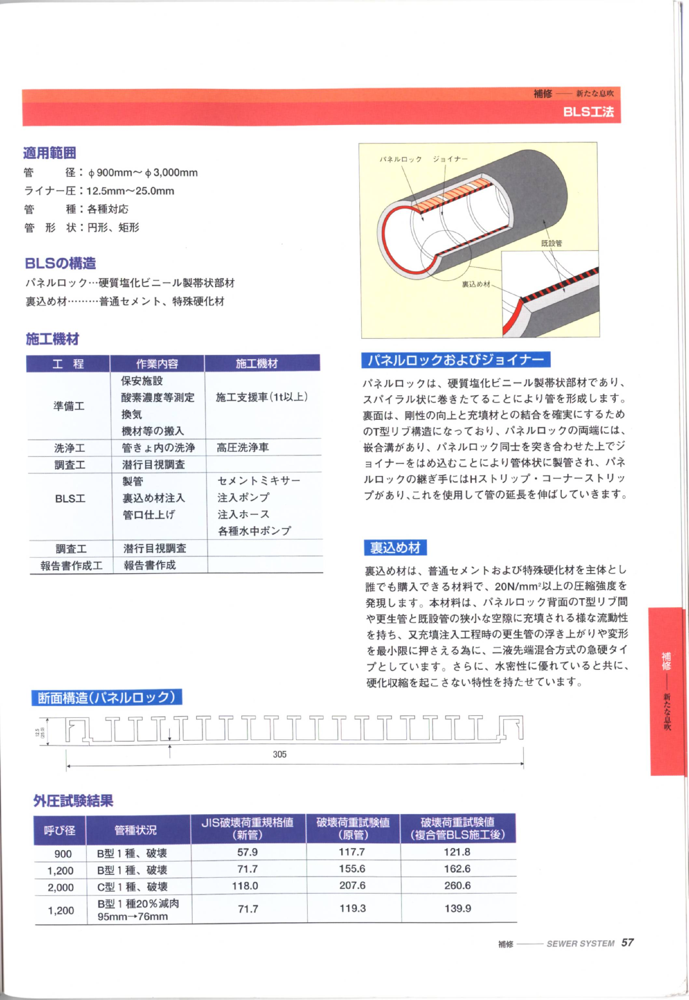 補修 ―― 新たな息吹
BLS工法
適用範囲
管　　　径：φ900mm～φ3,000mm
ライナー圧：12.5mm～25.0mm
管　　　種：各種対応
管　形　状：円形、矩形
BLSの構造
パネルロック…硬質塩化ビニール製帯状部材
裏込め材………普通セメント、特殊硬化材
施工機材
工　程　作業内容　施工機材
準備工
保安施設
酸素濃度等測定
換気
機材等の搬入
施工支援車（1t以上）
洗浄工　管きょ内の洗浄　高圧洗浄車
調査工　潜行目視調査
BLS工
製管
裏込め材注入
管口仕上げ
セメントミキサー
注入ポンプ
注入ホース
各種水中ポンプ
調査工　潜行目視調査
報告書作成工　報告書作成
パネルロック　ジョイナー
既設管
裏込め材
パネルロックおよびジョイナー
パネルロックは、硬質塩化ビニール製帯状部材であり、
スパイラル状に巻きたてることにより管を形成します。
裏面は、剛性の向上と充填材との結合を確実にするため
のT型リブ構造になっており、パネルロックの両端には、
嵌合溝があり、パネルロック同士を突き合わせた上でジ
ョイナーをはめ込むことにより管体状に製管され、パネ
ルロックの継ぎ手にはHストリップ・コーナーストリッ
プがあり、これを使用して管の延長を伸ばしていきます。
裏込め材
裏込め材は、普通セメントおよび特殊硬化材を主体とし
誰でも購入できる材料で、20N/mm²以上の圧縮強度を
発現します。本材料は、パネルロック背面のT型リブ間
や更生管と既設管の狭小な空隙に充填される様な流動性
を持ち、又充填注入工程時の更生管の浮き上がりや変形
を最小限に押さえる為に、二液先端混合方式の急硬タイ
プとしています。さらに、水密性に優れていると共に、
硬化収縮を起こさない特性を持たせています。
補修 ―― 新たな息吹
断面構造（パネルロック）
12.5
(25.0)
305
外圧試験結果
呼び径　管種状況　JIS破壊荷重規格値（新管）　破壊荷重試験値（原管）　破壊荷重試験値（複合管BLS施工後）
900　B型1種、破壊　57.9　117.7　121.8
1,200　B型1種、破壊　71.7　155.6　162.6
2,000　C型1種、破壊　118.0　207.6　260.6
1,200　B型1種20％減肉 95mm→76mm　71.7　119.3　139.9
補修 ―― SEWER SYSTEM 57